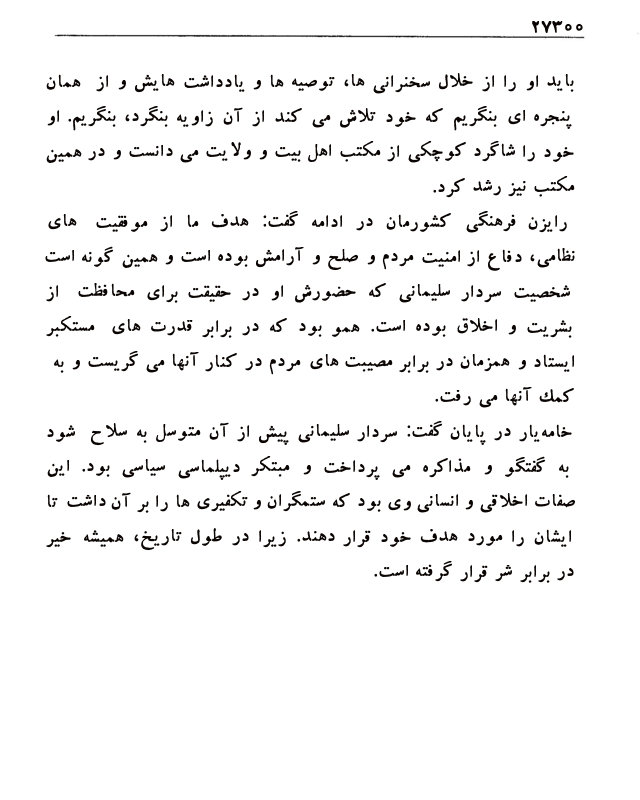 ۲۷۳۰۰
باید او را از خلال سخنرانی ها، توصیه ها و یادداشت هایش و از همان
پنجره ای بنگریم که خود تلاش می کند از آن زاویه بنگرد، بنگریم. او
خود را شاگرد کوچکی از مکتب اهل بیت و ولایت می دانست و در همین
مکتب نیز رشد کرد.
رایزن فرهنگی کشورمان در ادامه گفت: هدف ما از موفقیت های
نظامی، دفاع از امنیت مردم و صلح و آرامش بوده است و همین گونه است
شخصیت سردار سلیمانی که حضورش او در حقیقت برای محافظت از
بشریت و اخلاق بوده است. همو بود که در برابر قدرت های مستکبر
ایستاد و همزمان در برابر مصیبت های مردم در کنار آنها می گریست و به
کمك آنها می رفت.
خامه‌یار در پایان گفت: سردار سلیمانی پیش از آن متوسل به سلاح شود
به گفتگو و مذاکره می پرداخت و مبتکر دیپلماسی سیاسی بود. این
صفات اخلاقی و انسانی وی بود که ستمگران و تکفیری ها را بر آن داشت تا
ایشان را مورد هدف خود قرار دهند. زیرا در طول تاریخ، همیشه خیر
در برابر شر قرار گرفته است.